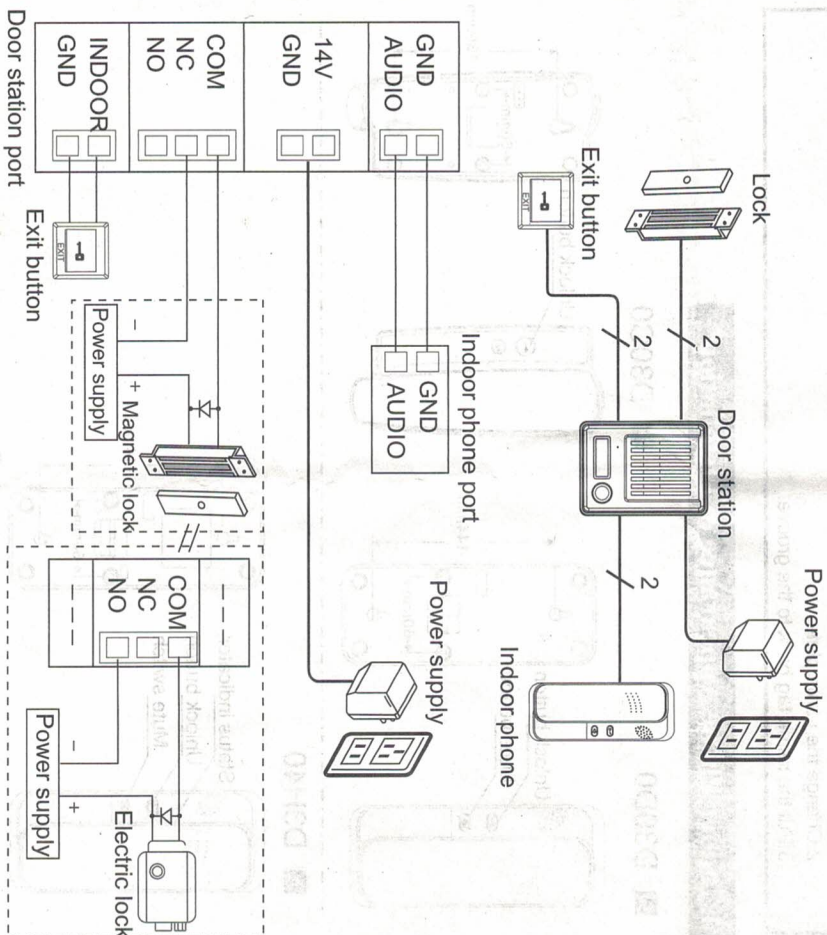 Lock
Exit button
EXIT
2
2
Door station
2
Power supply
Indoor phone
GND
AUDIO
14V
GND
COM
NC
NO
INDOOR
GND
Door station port
GND
AUDIO
Indoor phone port
Power supply
EXIT
Exit button
−
+
Power supply
Magnetic lock
COM
NC
NO
−
+
Power supply
Electric lock